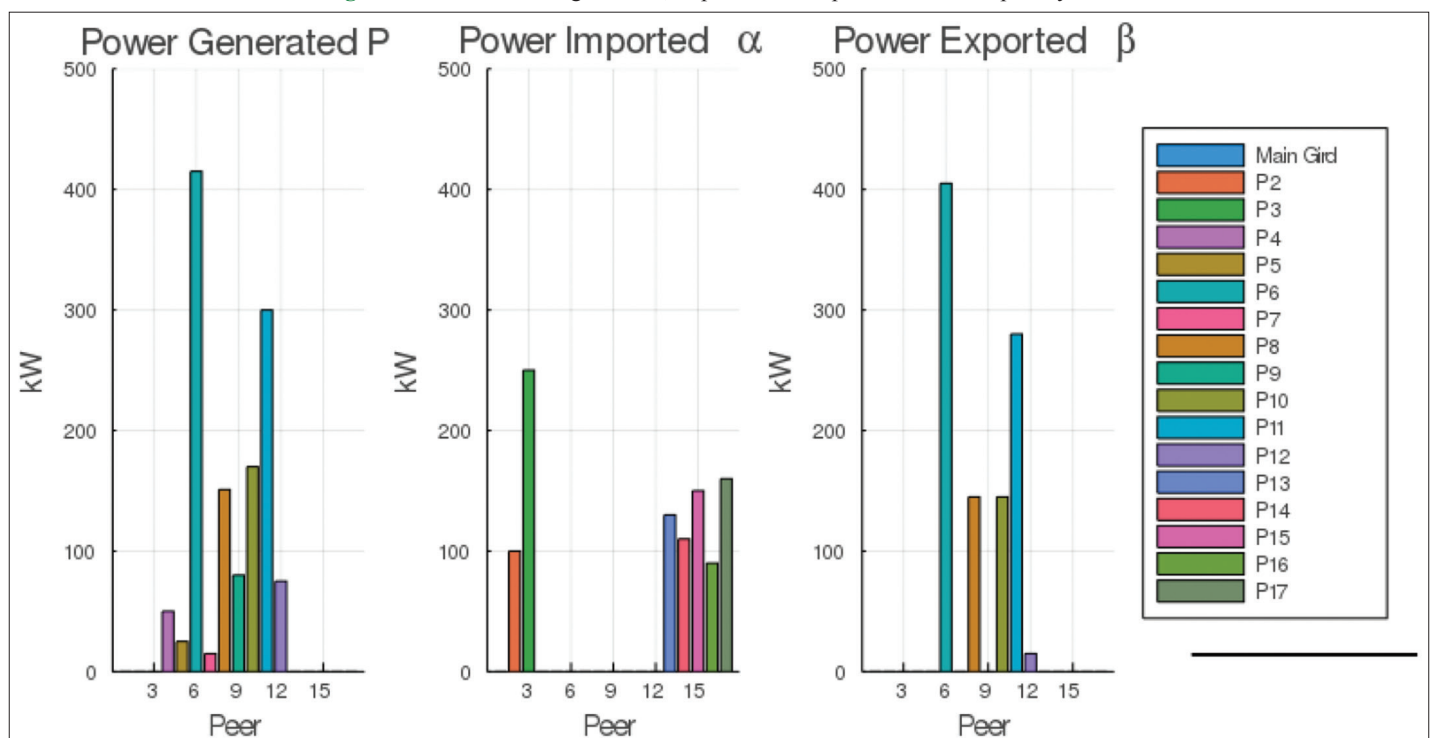 Power Generated P
500
400
300
200
100
0
kW
3 6 9 12 15
Peer
Power Imported α
500
400
300
200
100
0
kW
3 6 9 12 15
Peer
Power Exported β
500
400
300
200
100
0
kW
3 6 9 12 15
Peer
Main Gird
P2
P3
P4
P5
P6
P7
P8
P9
P10
P11
P12
P13
P14
P15
P16
P17